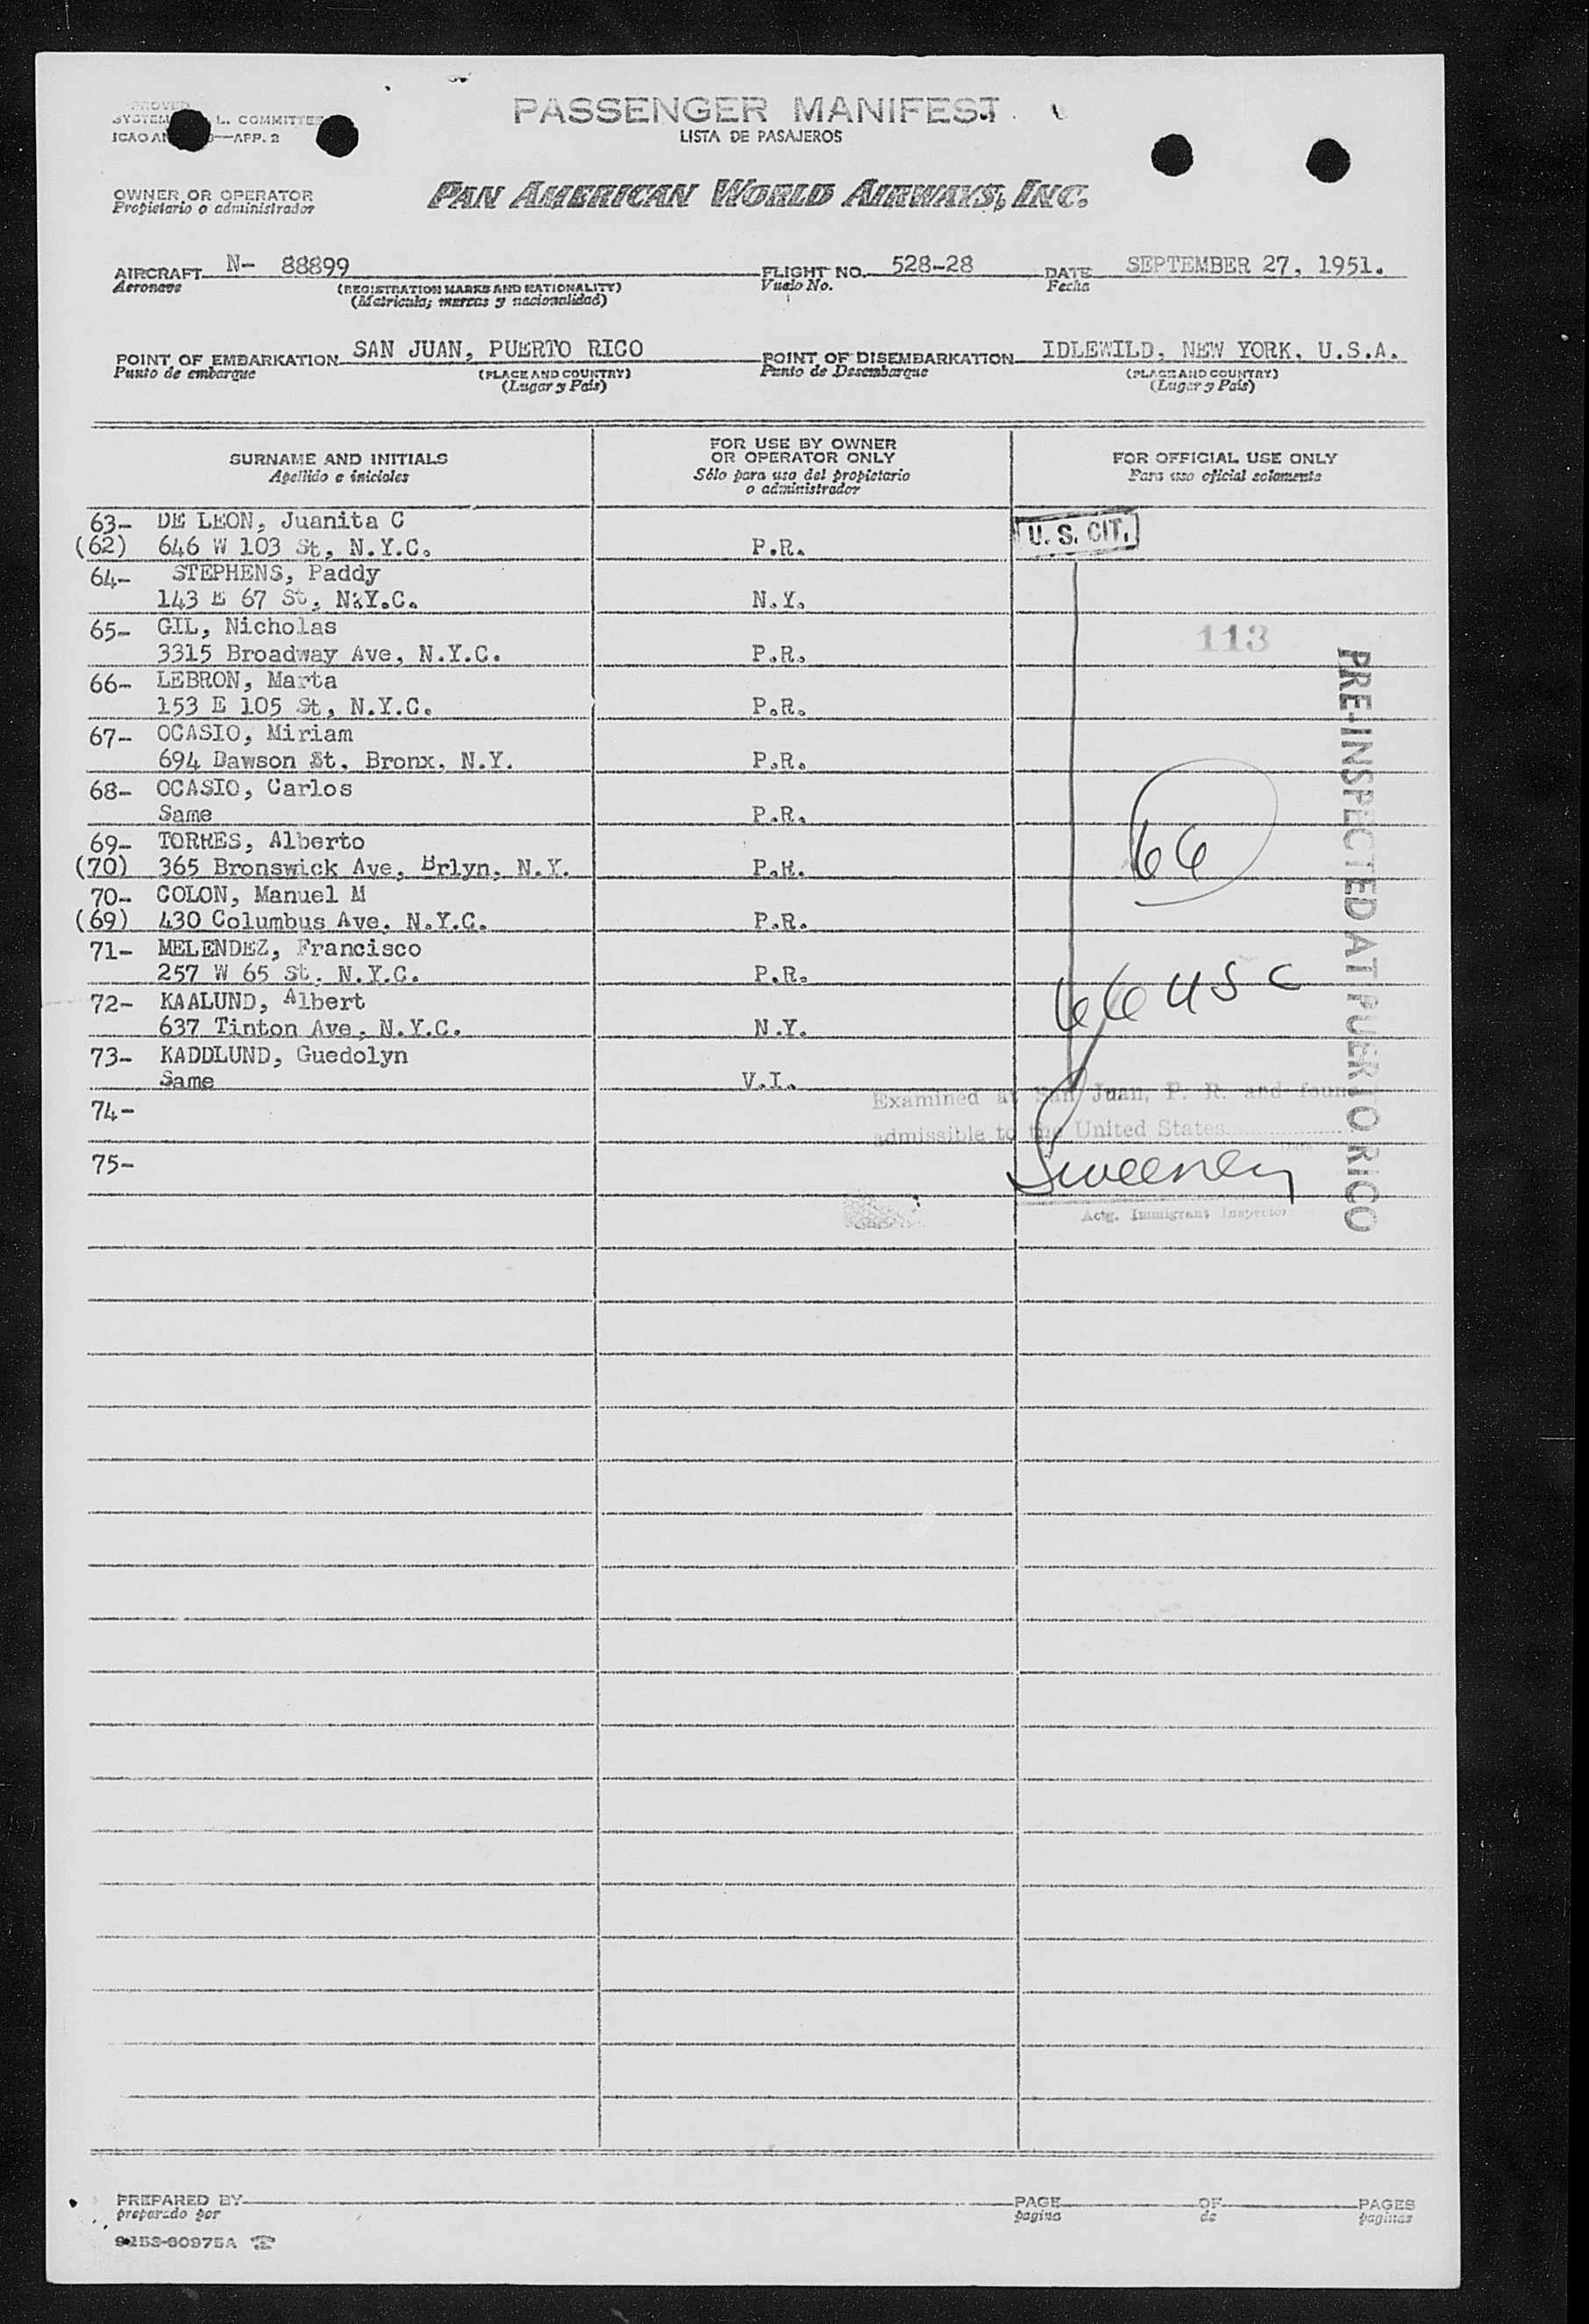 PASSENGER MANIFEST
LISTA DE PASAJEROS
L. COMMITTEE
APP. 2
OWNER OR OPERATOR
Propietario o administrador
PAN AMERICAN WORLD AIRWAYS, INC.
AIRCRAFT N- 88899 FLIGHT NO. 528-28 DATE SEPTEMBER 27, 1951.
Aeronave (REGISTRATION MARKS AND NATIONALITY) Vuelo No. Fecha
(Matricula; marcas y nacionalidad)
POINT OF EMBARKATION SAN JUAN, PUERTO RICO POINT OF DISEMBARKATION IDLEWILD, NEW YORK, U.S.A.
Punto de embarque (PLACE AND COUNTRY) Punto de Desembarque (PLACE AND COUNTRY)
(Lugar y Pais) (Lugar y Pais)
SURNAME AND INITIALS
Apellido e iniciales
FOR USE BY OWNER
OR OPERATOR ONLY
Sólo para uso del propietario
o administrador
FOR OFFICIAL USE ONLY
Para uso oficial solamente
63- DE LEON, Juanita C
(62) 646 W 103 St, N.Y.C. P.R. U. S. CIT.
64- STEPHENS, Paddy
143 E 67 St, N&Y.C. N.Y.
65- GIL, Nicholas 113
3315 Broadway Ave, N.Y.C. P.R.
66- LEBRON, Marta
153 E 105 St, N.Y.C. P.R.
67- OCASIO, Miriam
694 Dawson St, Bronx, N.Y. P.R.
68- OCASIO, Carlos
Same P.R.
69- TORRES, Alberto 66
(70) 365 Bronswick Ave, Brlyn, N.Y. P.R.
70- COLON, Manuel M
(69) 430 Columbus Ave, N.Y.C. P.R.
71- MELENDEZ, Francisco
257 W 65 St, N.Y.C. P.R.
72- KAALUND, Albert 66 USC
637 Tinton Ave, N.Y.C. N.Y.
73- KADDLUND, Guedolyn
Same V.I.
74- Examined at San Juan, P. R. and found
admissible to the United States
75- Sweeney
Actg. Immigrant Inspector
PRE-INSPECTED AT PUERTO RICO
PREPARED BY PAGE OF PAGES
preparado por pagina de paginas
9253-60975A